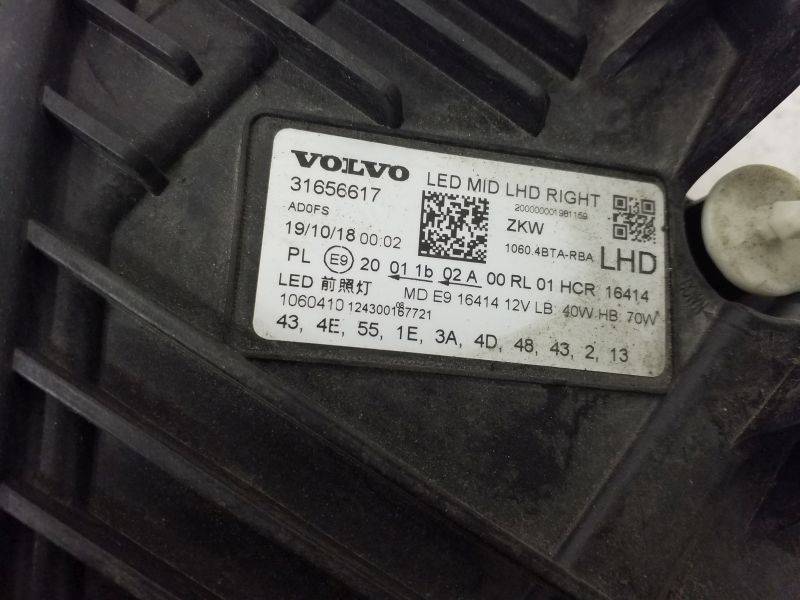 VOLVO LED MID LHD RIGHT
31656617 200000001981159
AD0FS ZKW
19/10/18 00:02 1060.4BTA-RBA LHD
PL E9 20 01 1b 02 A 00 RL 01 HCR 16414
LED 前照灯 MD E9 16414 12V LB: 40W HB: 70W
1060410 124300167721
43, 4E, 55, 1E, 3A, 4D, 48, 43, 2, 13